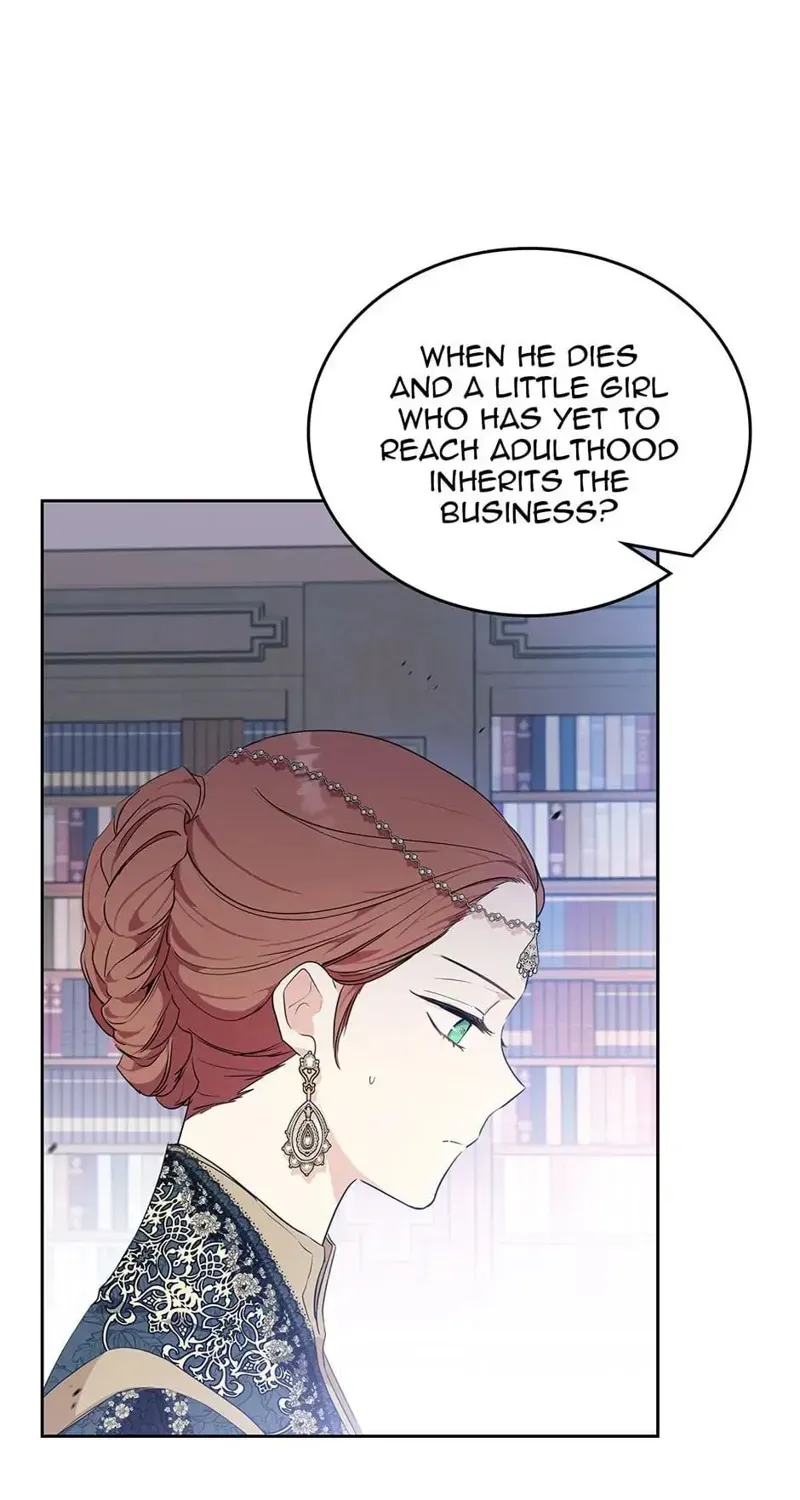 WHEN HE DIES
AND A LITTLE GIRL
WHO HAS YET TO
REACH ADULTHOOD
INHERITS THE
BUSINESS?